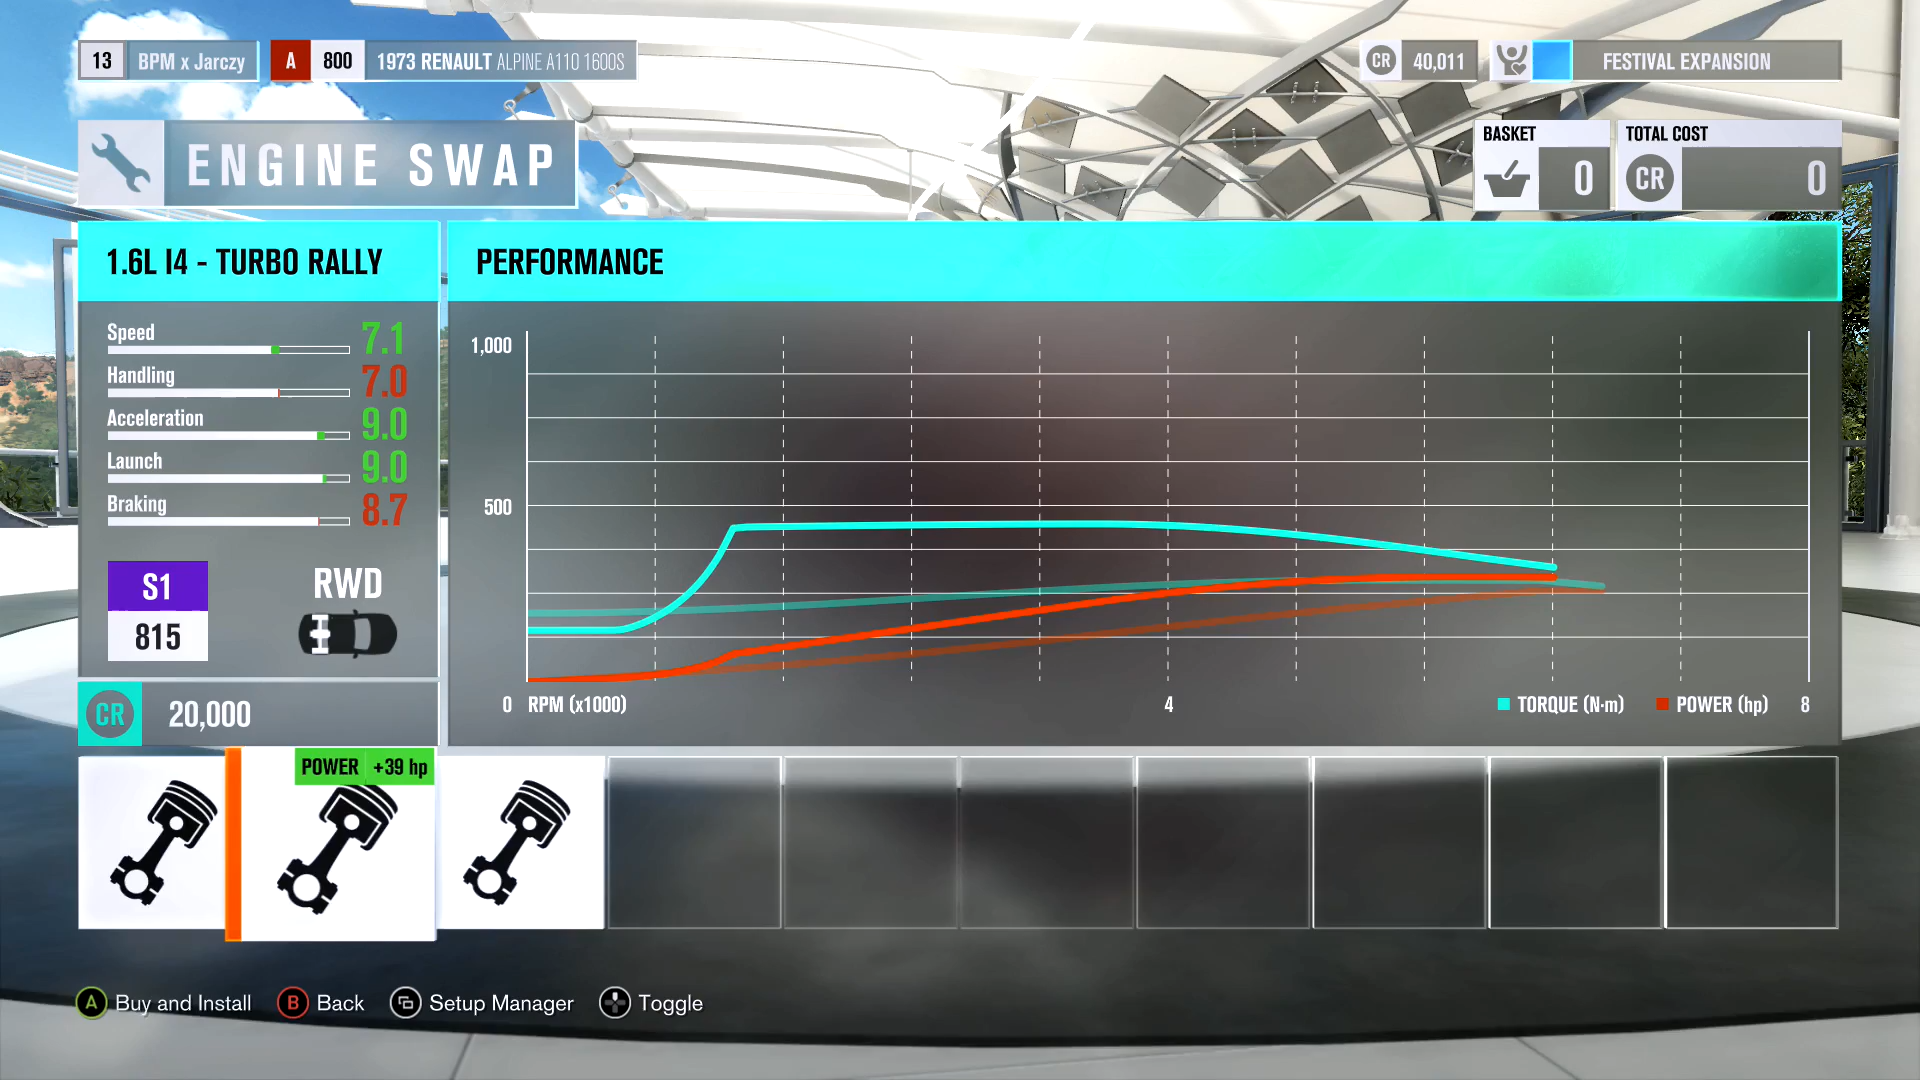 13 BPM x Jarczy A 800 1973 RENAULT ALPINE A110 1600S
CR 40,011 FESTIVAL EXPANSION
ENGINE SWAP
BASKET TOTAL COST
0 CR 0
1.6L I4 - TURBO RALLY
PERFORMANCE
Speed 7.1
Handling 7.0
Acceleration 9.0
Launch 9.0
Braking 8.7
S1 RWD
815
CR 20,000
1,000
500
0 RPM (x1000) 4 TORQUE (N·m) POWER (hp) 8
POWER +39 hp
A Buy and Install B Back Setup Manager Toggle